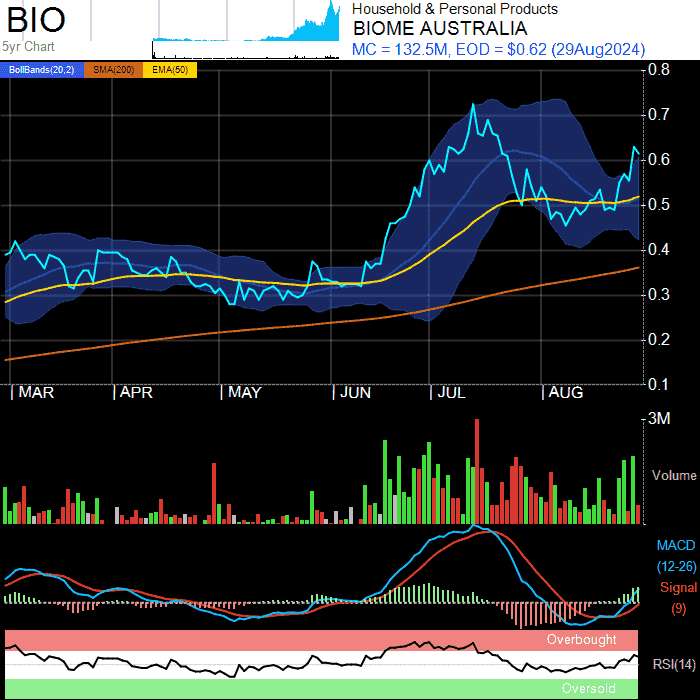 BIO
5yr Chart
Household & Personal Products
BIOME AUSTRALIA
MC = 132.5M, EOD = $0.62 (29Aug2024)
BollBands(20,2) SMA(200) EMA(50)
0.8
0.7
0.6
0.5
0.4
0.3
0.2
0.1
MAR APR MAY JUN JUL AUG
3M
Volume
MACD
(12-26)
Signal
(9)
Overbought
RSI(14)
Oversold